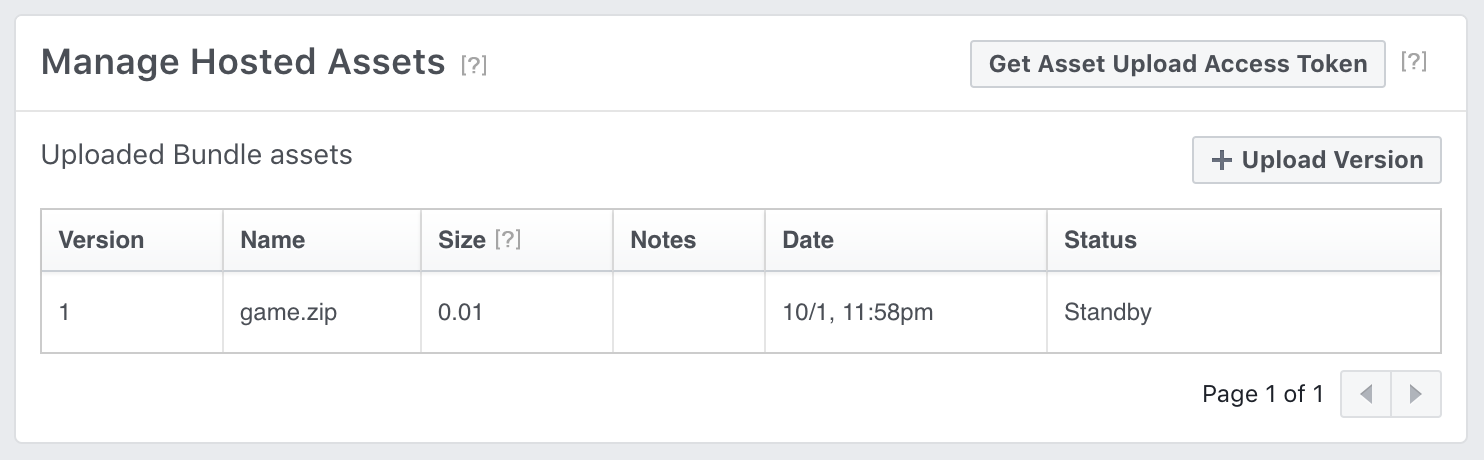 Manage Hosted Assets [?] Get Asset Upload Access Token [?]
Uploaded Bundle assets + Upload Version
Version Name Size [?] Notes Date Status
1 game.zip 0.01 10/1, 11:58pm Standby
Page 1 of 1